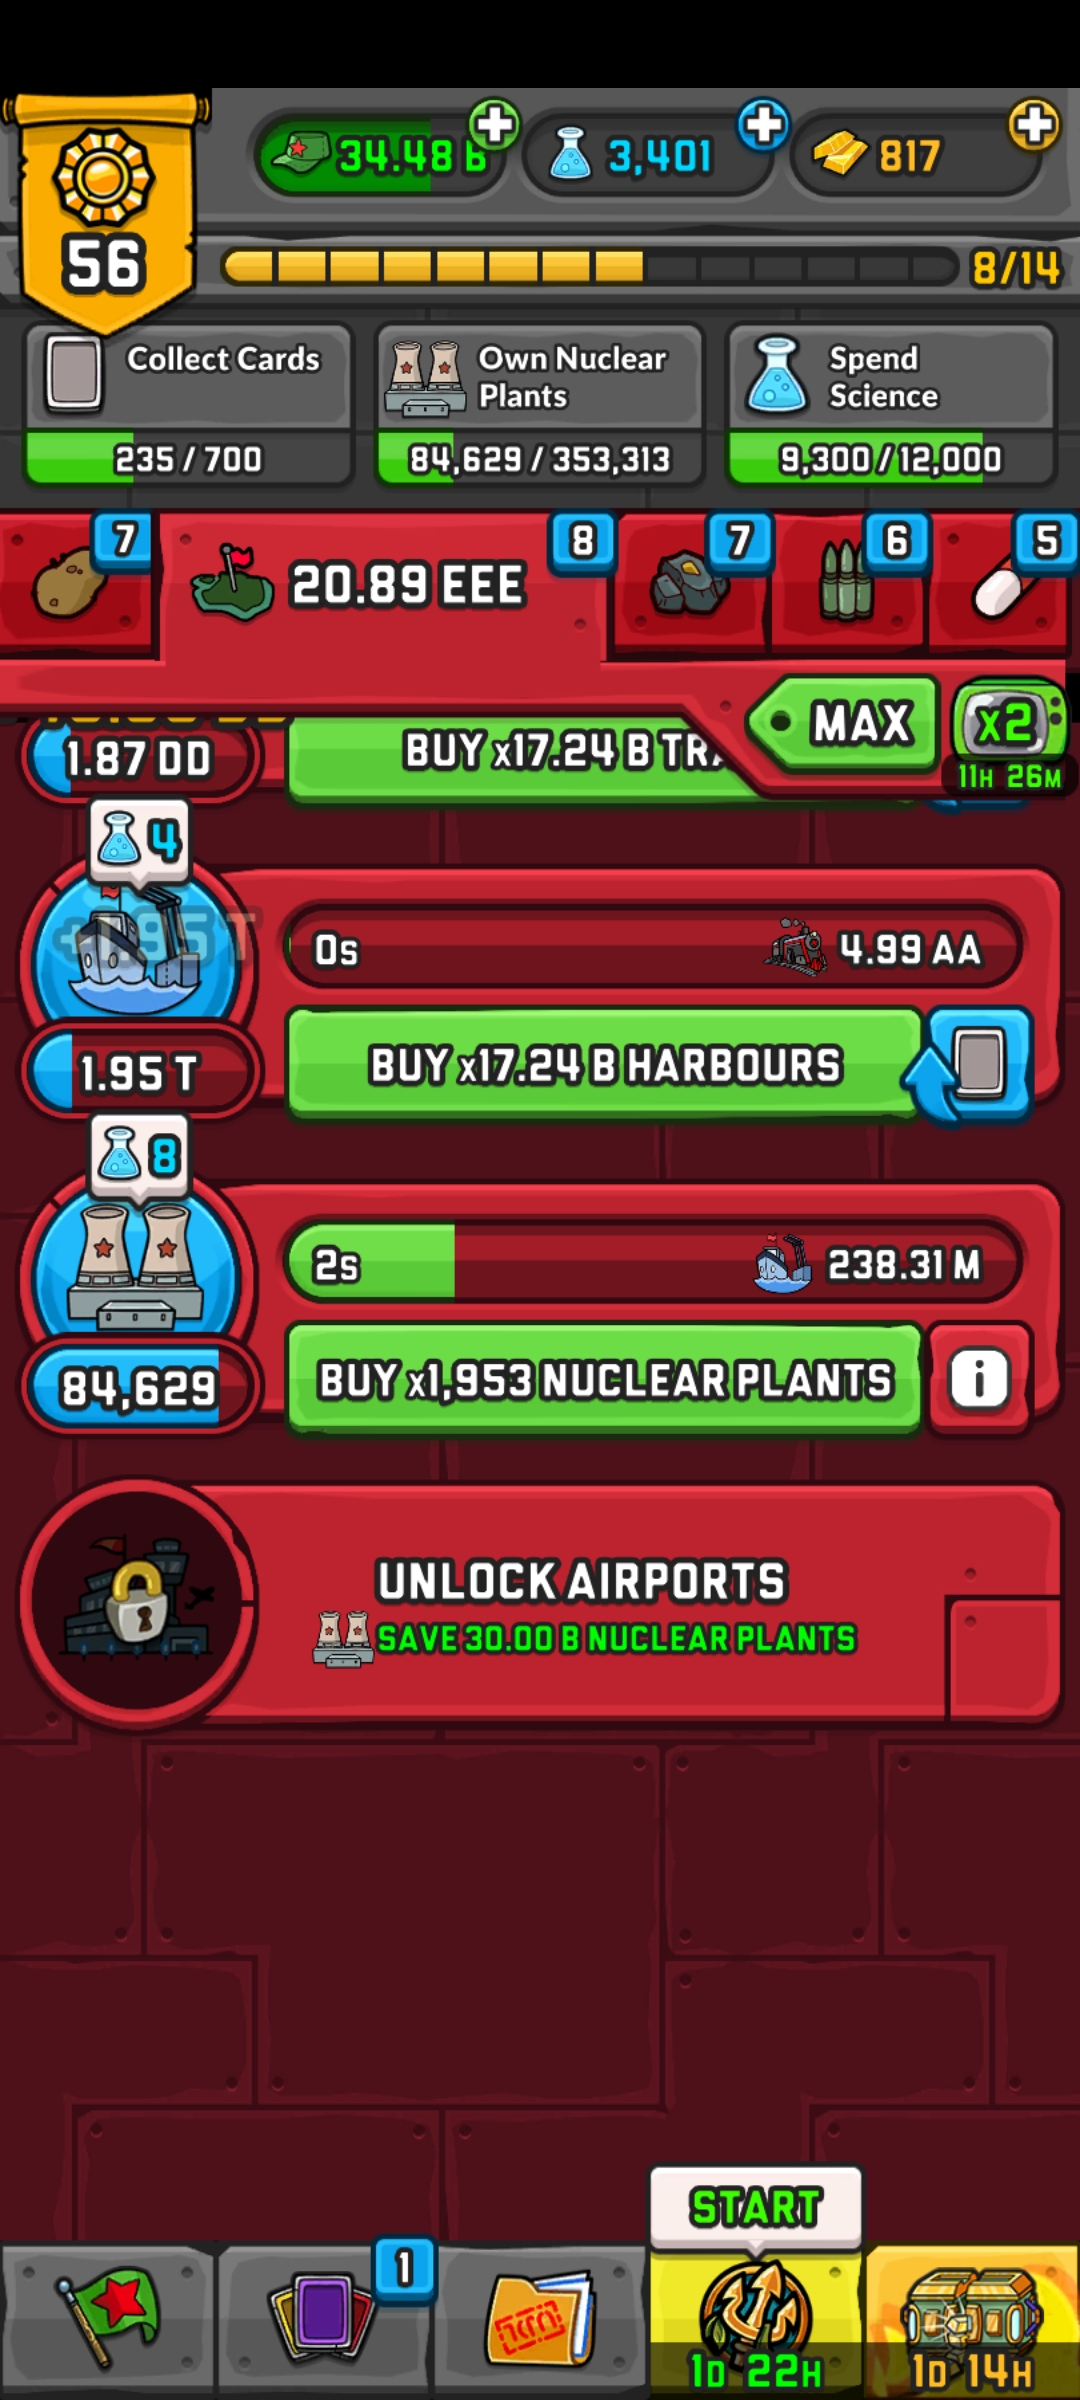 56
34.48 B
3,401
817
8/14
Collect Cards
235 / 700
Own Nuclear
Plants
84,629 / 353,313
Spend
Science
9,300 / 12,000
7
20.89 EEE
8
7
6
5
MAX
x2
11H 26M
1.87 DD
BUY x17.24 B
4
+1.95 T
0s
4.99 AA
1.95 T
BUY x17.24 B HARBOURS
8
2s
238.31 M
84,629
BUY x1,953 NUCLEAR PLANTS
i
UNLOCK AIRPORTS
SAVE 30.00 B NUCLEAR PLANTS
START
1
1D 22H
1D 14H